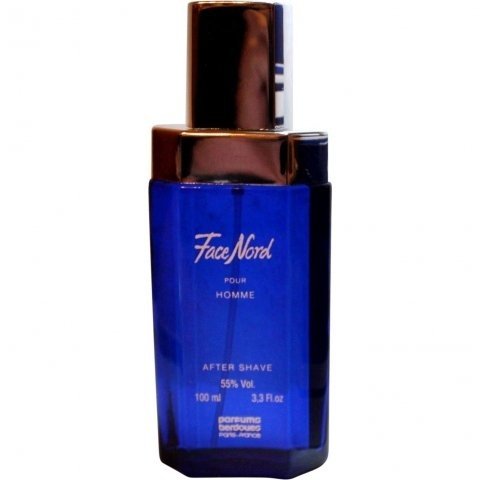 Face Nord
POUR
HOMME
AFTER SHAVE
55% Vol.
100 ml 3,3 Fl.oz
parfums
berdoues
Paris-France